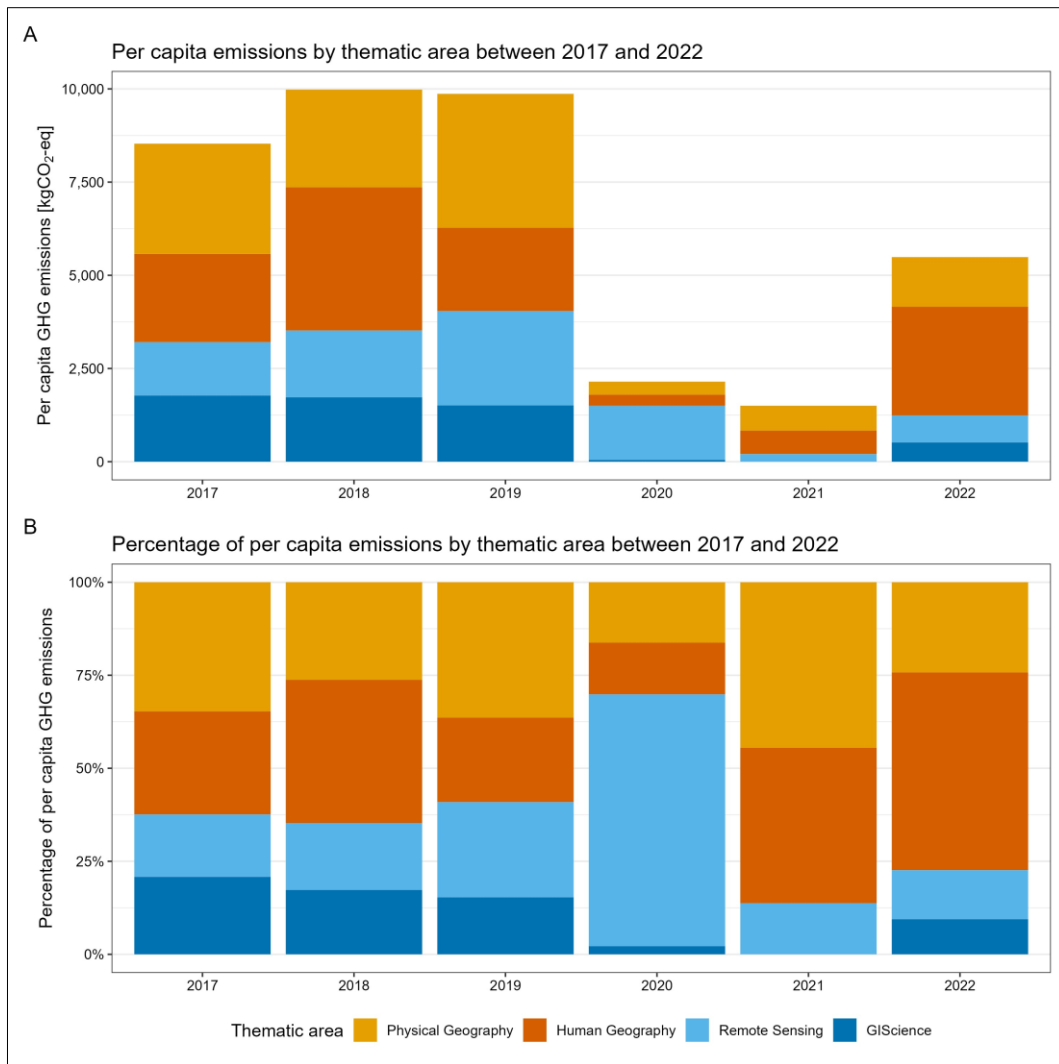 A
Per capita emissions by thematic area between 2017 and 2022
Per capita GHG emissions [kgCO₂-eq]
10,000
7,500
5,000
2,500
0
2017 2018 2019 2020 2021 2022
B
Percentage of per capita emissions by thematic area between 2017 and 2022
Percentage of per capita GHG emissions
100%
75%
50%
25%
0%
2017 2018 2019 2020 2021 2022
Thematic area Physical Geography Human Geography Remote Sensing GIScience